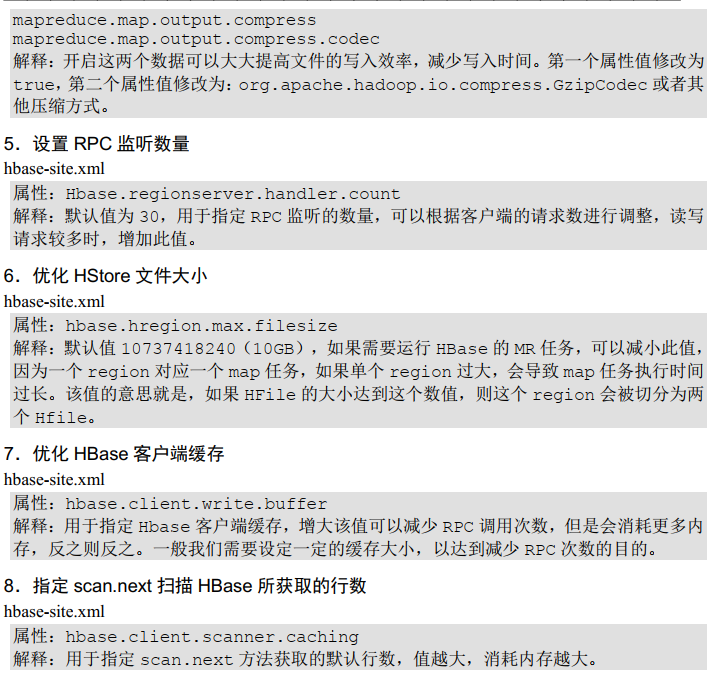 mapreduce.map.output.compress
mapreduce.map.output.compress.codec
解释：开启这两个数据可以大大提高文件的写入效率，减少写入时间。第一个属性值修改为
true，第二个属性值修改为：org.apache.hadoop.io.compress.GzipCodec 或者其
他压缩方式。
5．设置 RPC 监听数量
hbase-site.xml
属性：Hbase.regionserver.handler.count
解释：默认值为 30，用于指定 RPC 监听的数量，可以根据客户端的请求数进行调整，读写
请求较多时，增加此值。
6．优化 HStore 文件大小
hbase-site.xml
属性：hbase.hregion.max.filesize
解释：默认值 10737418240（10GB），如果需要运行 HBase 的 MR 任务，可以减小此值，
因为一个 region 对应一个 map 任务，如果单个 region 过大，会导致 map 任务执行时间
过长。该值的意思就是，如果 HFile 的大小达到这个数值，则这个 region 会被切分为两
个 Hfile。
7．优化 HBase 客户端缓存
hbase-site.xml
属性：hbase.client.write.buffer
解释：用于指定 Hbase 客户端缓存，增大该值可以减少 RPC 调用次数，但是会消耗更多内
存，反之则反之。一般我们需要设定一定的缓存大小，以达到减少 RPC 次数的目的。
8．指定 scan.next 扫描 HBase 所获取的行数
hbase-site.xml
属性：hbase.client.scanner.caching
解释：用于指定 scan.next 方法获取的默认行数，值越大，消耗内存越大。